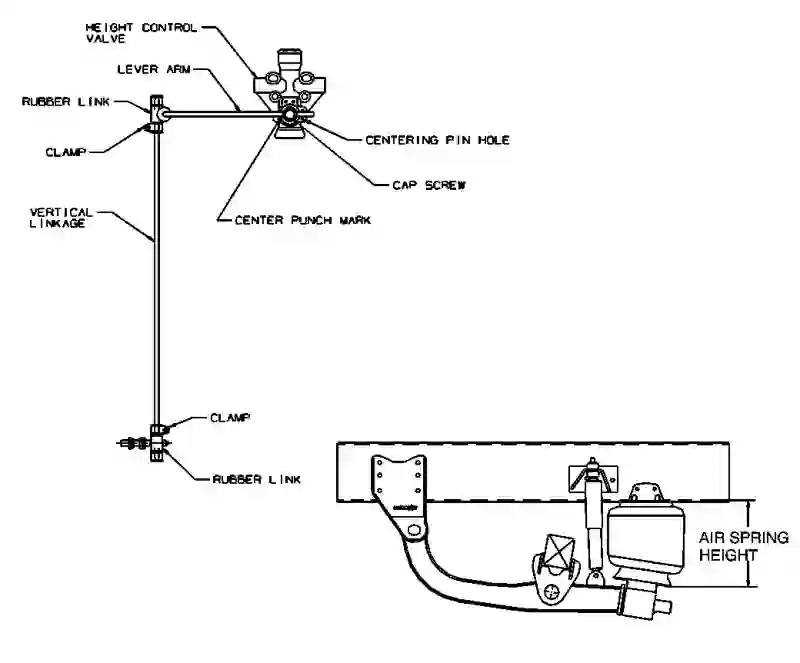 HEIGHT CONTROL
VALVE
LEVER ARM
RUBBER LINK
CENTERING PIN HOLE
CLAMP
CAP SCREW
VERTICAL
LINKAGE
CENTER PUNCH MARK
CLAMP
RUBBER LINK
AIR SPRING
HEIGHT